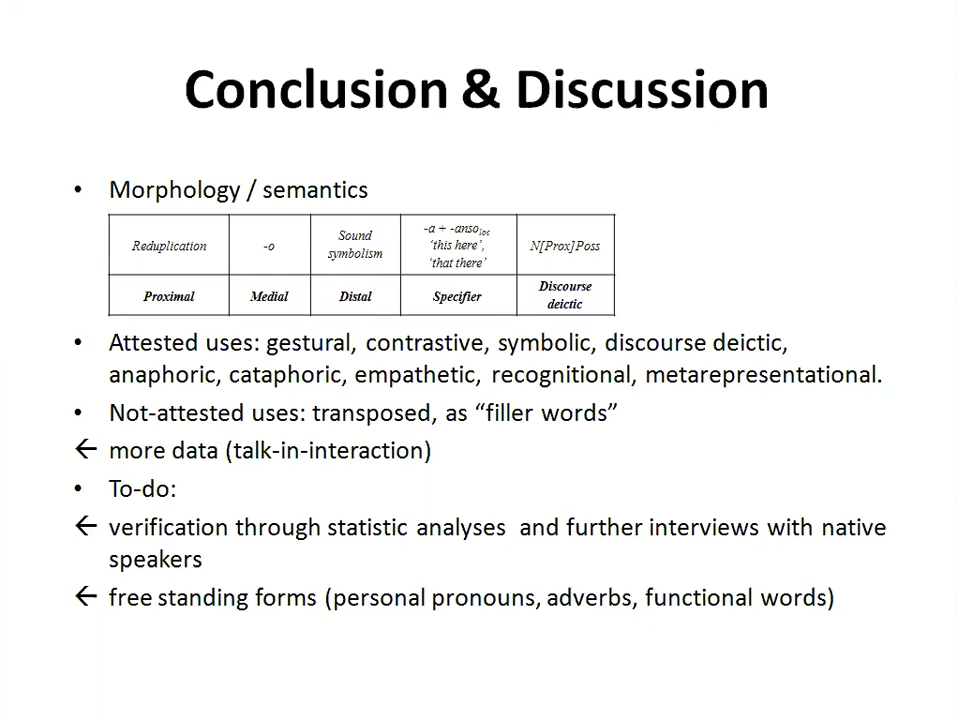 Conclusion & Discussion
• Morphology / semantics
Reduplication
-o
Sound
symbolism
-a + -anso loc
‘this here’,
‘that there’
N[Prox]Poss
Proximal
Medial
Distal
Specifier
Discourse
deictic
• Attested uses: gestural, contrastive, symbolic, discourse deictic,
anaphoric, cataphoric, empathetic, recognitional, metarepresentational.
• Not-attested uses: transposed, as “filler words”
← more data (talk-in-interaction)
• To-do:
← verification through statistic analyses and further interviews with native
speakers
← free standing forms (personal pronouns, adverbs, functional words)